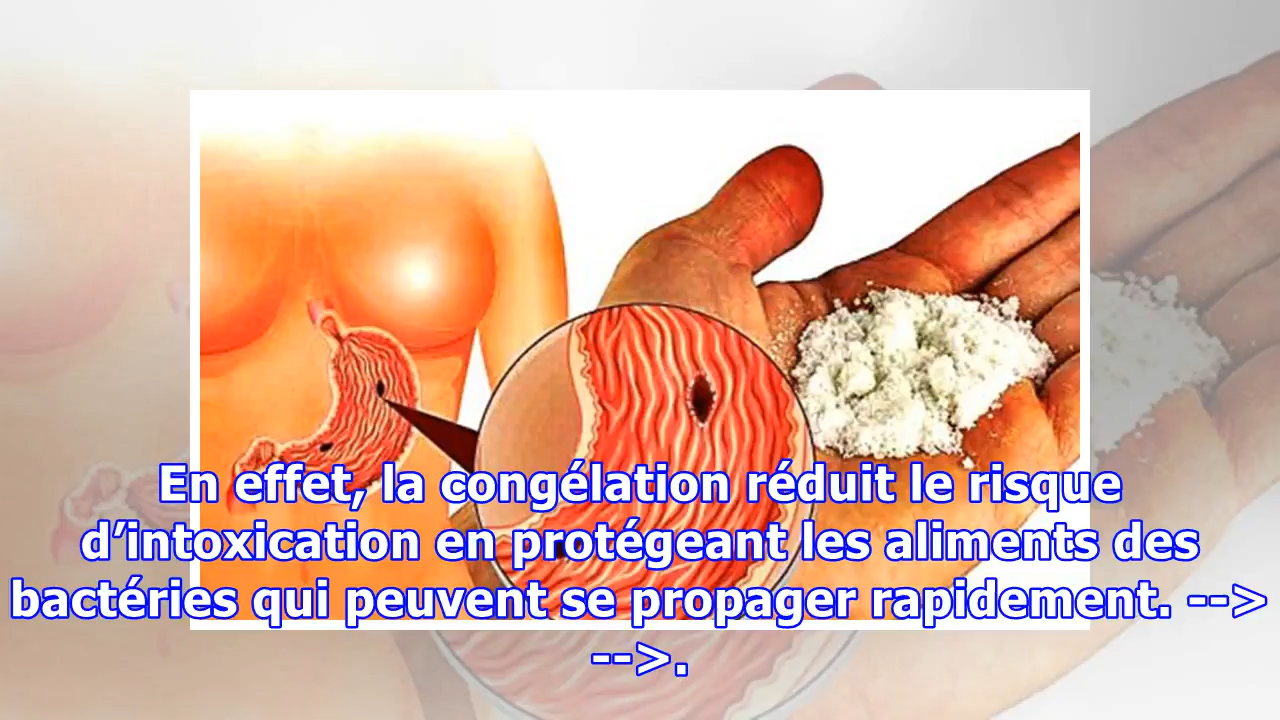 En effet, la congélation réduit le risque
d’intoxication en protégeant les aliments des
bactéries qui peuvent se propager rapidement. -->
-->.